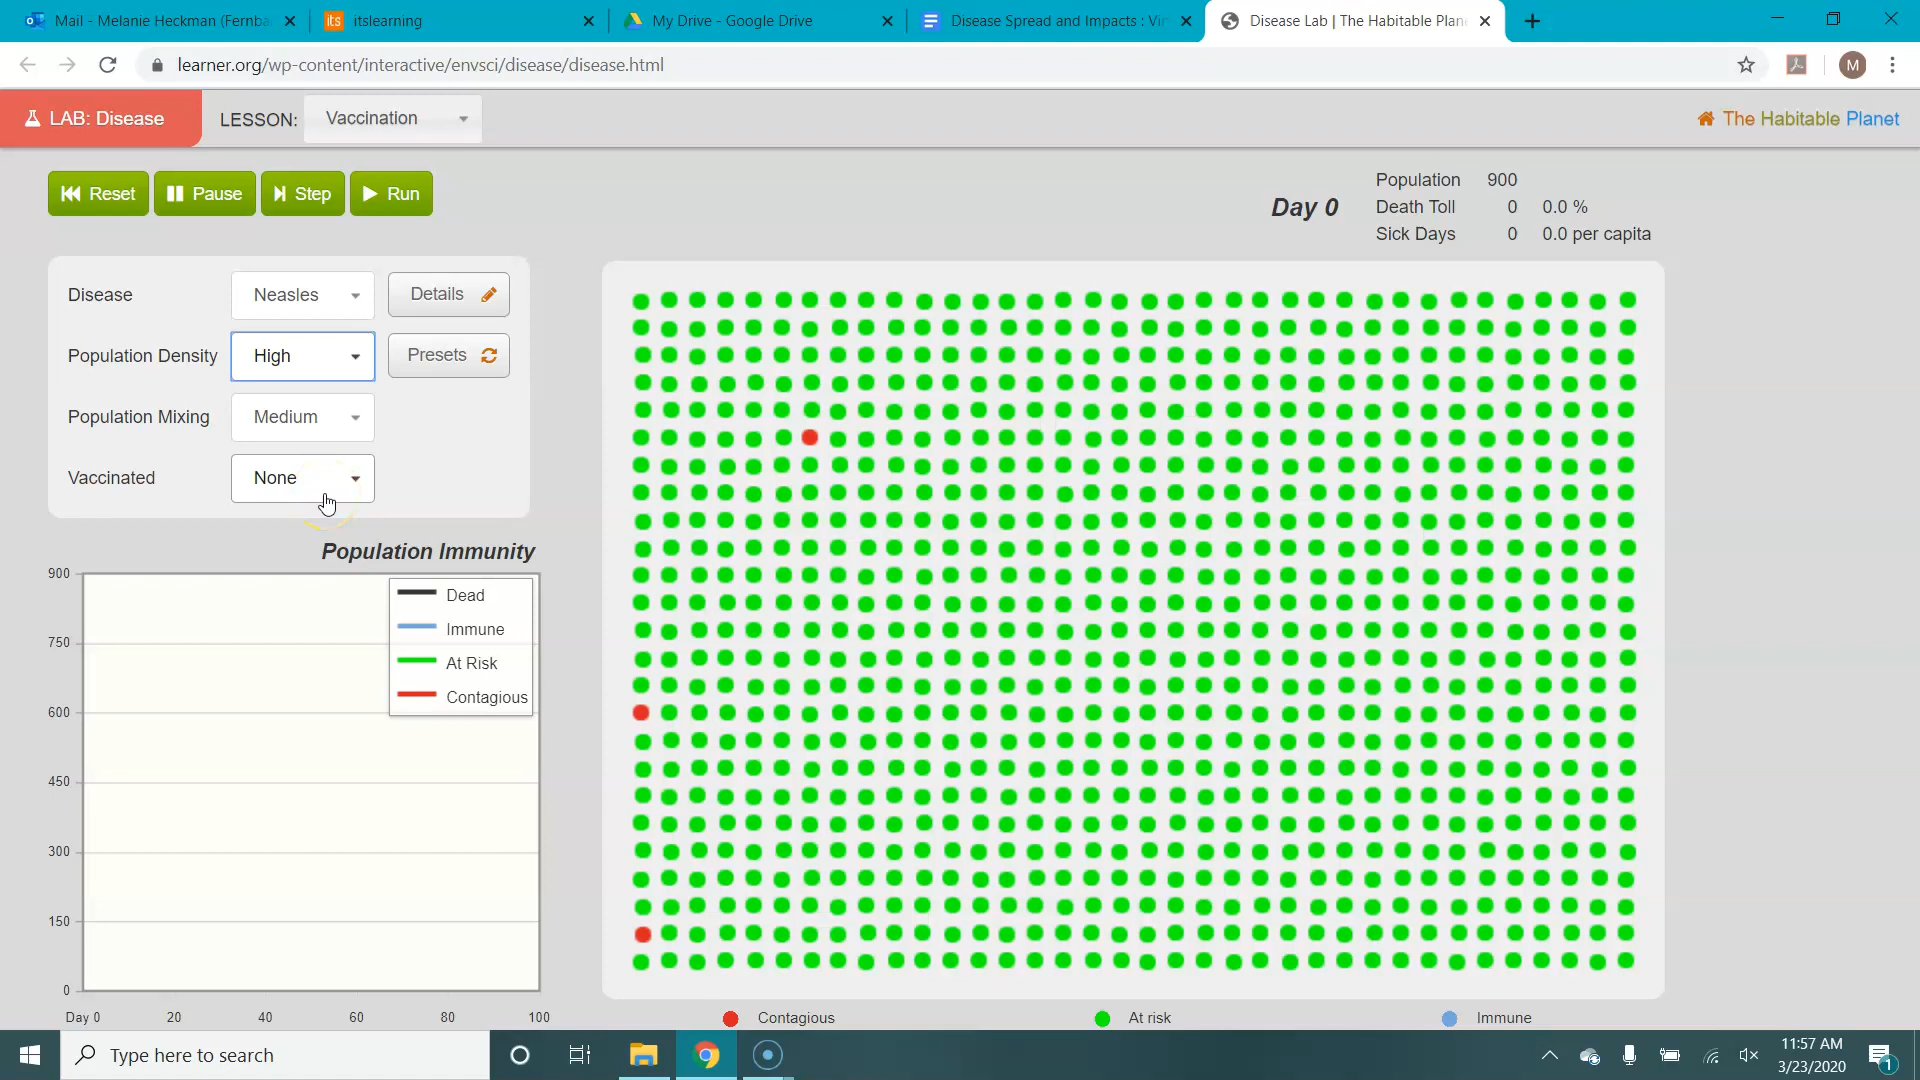 Mail - Melanie Heckman (Fernba
itslearning
My Drive - Google Drive
Disease Spread and Impacts : Vir
Disease Lab | The Habitable Plan
learner.org/wp-content/interactive/envsci/disease/disease.html
M
LAB: Disease
LESSON:
Vaccination
The Habitable Planet
Reset
Pause
Step
Run
Day 0
Population 900
Death Toll 0 0.0 %
Sick Days 0 0.0 per capita
Disease
Neasles
Details
Population Density
High
Presets
Population Mixing
Medium
Vaccinated
None
Population Immunity
900
750
600
450
300
150
0
Dead
Immune
At Risk
Contagious
Day 0 20 40 60 80 100
Contagious
At risk
Immune
Type here to search
11:57 AM
3/23/2020
1